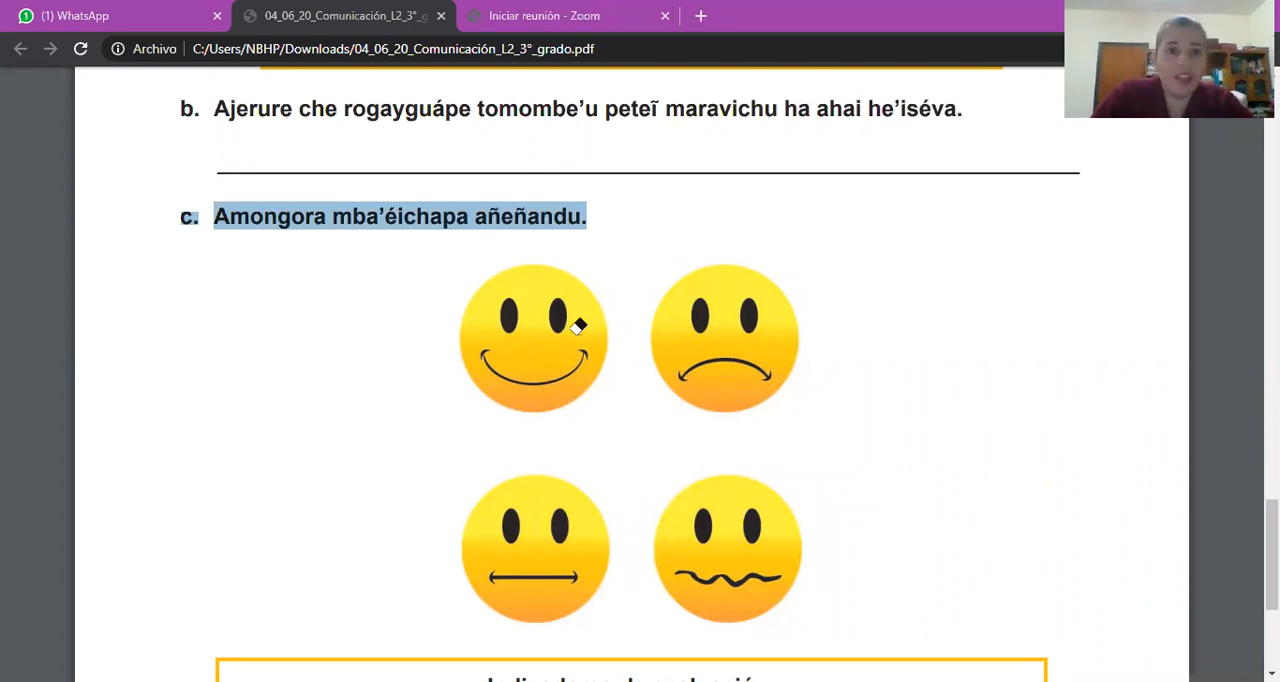 (1) WhatsApp
04_06_20_Comunicación_L2_3°_g
Iniciar reunión - Zoom
Archivo
C:/Users/NBHP/Downloads/04_06_20_Comunicación_L2_3°_grado.pdf
b. Ajerure che rogayguápe tomombe’u peteĩ maravichu ha ahai he’iséva.
c. Amongora mba’éichapa añeñandu.